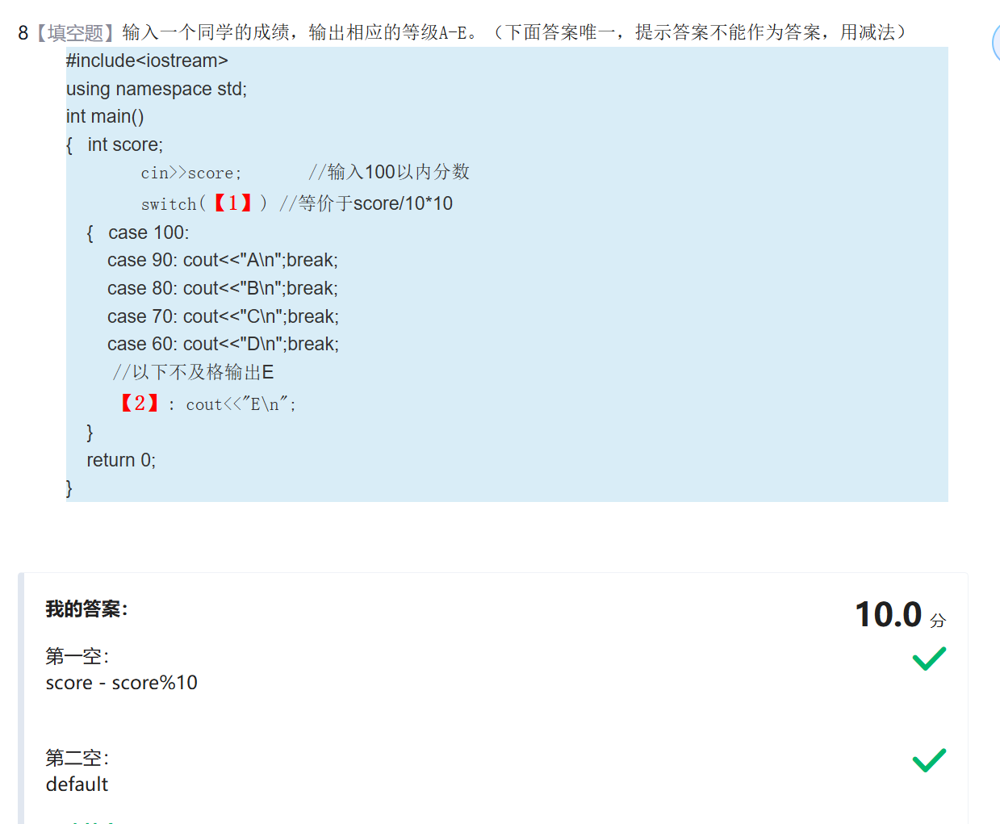 8【填空题】输入一个同学的成绩，输出相应的等级A-E。（下面答案唯一，提示答案不能作为答案，用减法）
#include<iostream>
using namespace std;
int main()
{ int score;
cin>>score; //输入100以内分数
switch(【1】) //等价于score/10*10
{ case 100:
case 90: cout<<"A\n";break;
case 80: cout<<"B\n";break;
case 70: cout<<"C\n";break;
case 60: cout<<"D\n";break;
//以下不及格输出E
【2】: cout<<"E\n";
}
return 0;
}
我的答案:
10.0 分
第一空:
score - score%10
第二空:
default